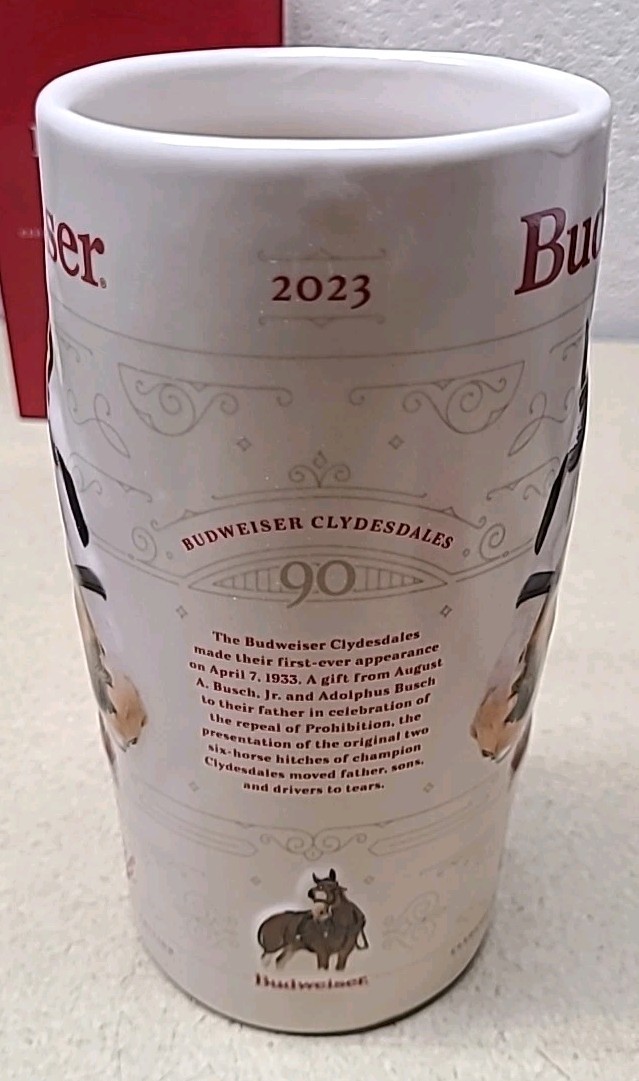 ser®
2023
Bud
BUDWEISER CLYDESDALES
90
The Budweiser Clydesdales
made their first-ever appearance
on April 7, 1933. A gift from August
A. Busch, Jr. and Adolphus Busch
to their father in celebration of
the repeal of Prohibition, the
presentation of the original two
six-horse hitches of champion
Clydesdales moved father, sons,
and drivers to tears.
Budweiser